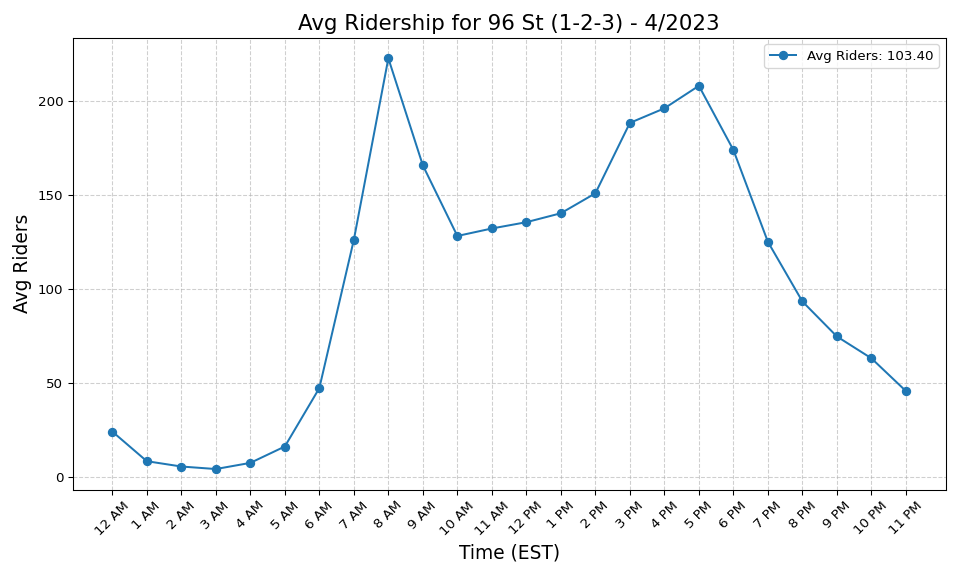 Avg Ridership for 96 St (1-2-3) - 4/2023
Avg Riders: 103.40
Avg Riders
200
150
100
50
0
12 AM 1 AM 2 AM 3 AM 4 AM 5 AM 6 AM 7 AM 8 AM 9 AM 10 AM 11 AM 12 PM 1 PM 2 PM 3 PM 4 PM 5 PM 6 PM 7 PM 8 PM 9 PM 10 PM 11 PM
Time (EST)